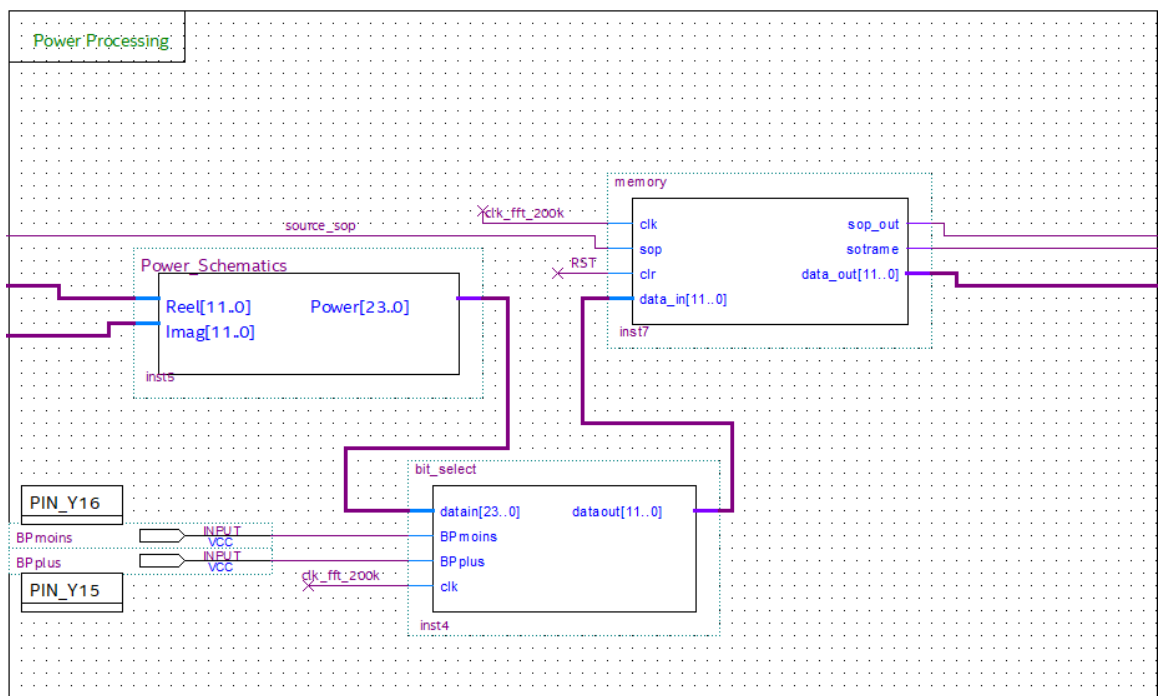 Power Processing
memory
clk_fft_200k
clk
sop_out
source_sop
sop
sotrame
RST
clr
data_out[11..0]
data_in[11..0]
inst7
Power_Schematics
Reel[11..0]
Power[23..0]
Imag[11..0]
inst5
bit_select
PIN_Y16
datain[23..0]
dataout[11..0]
BPmoins
INPUT
VCC
BPmoins
BPplus
INPUT
VCC
BPplus
clk_fft_200k
clk
PIN_Y15
inst4